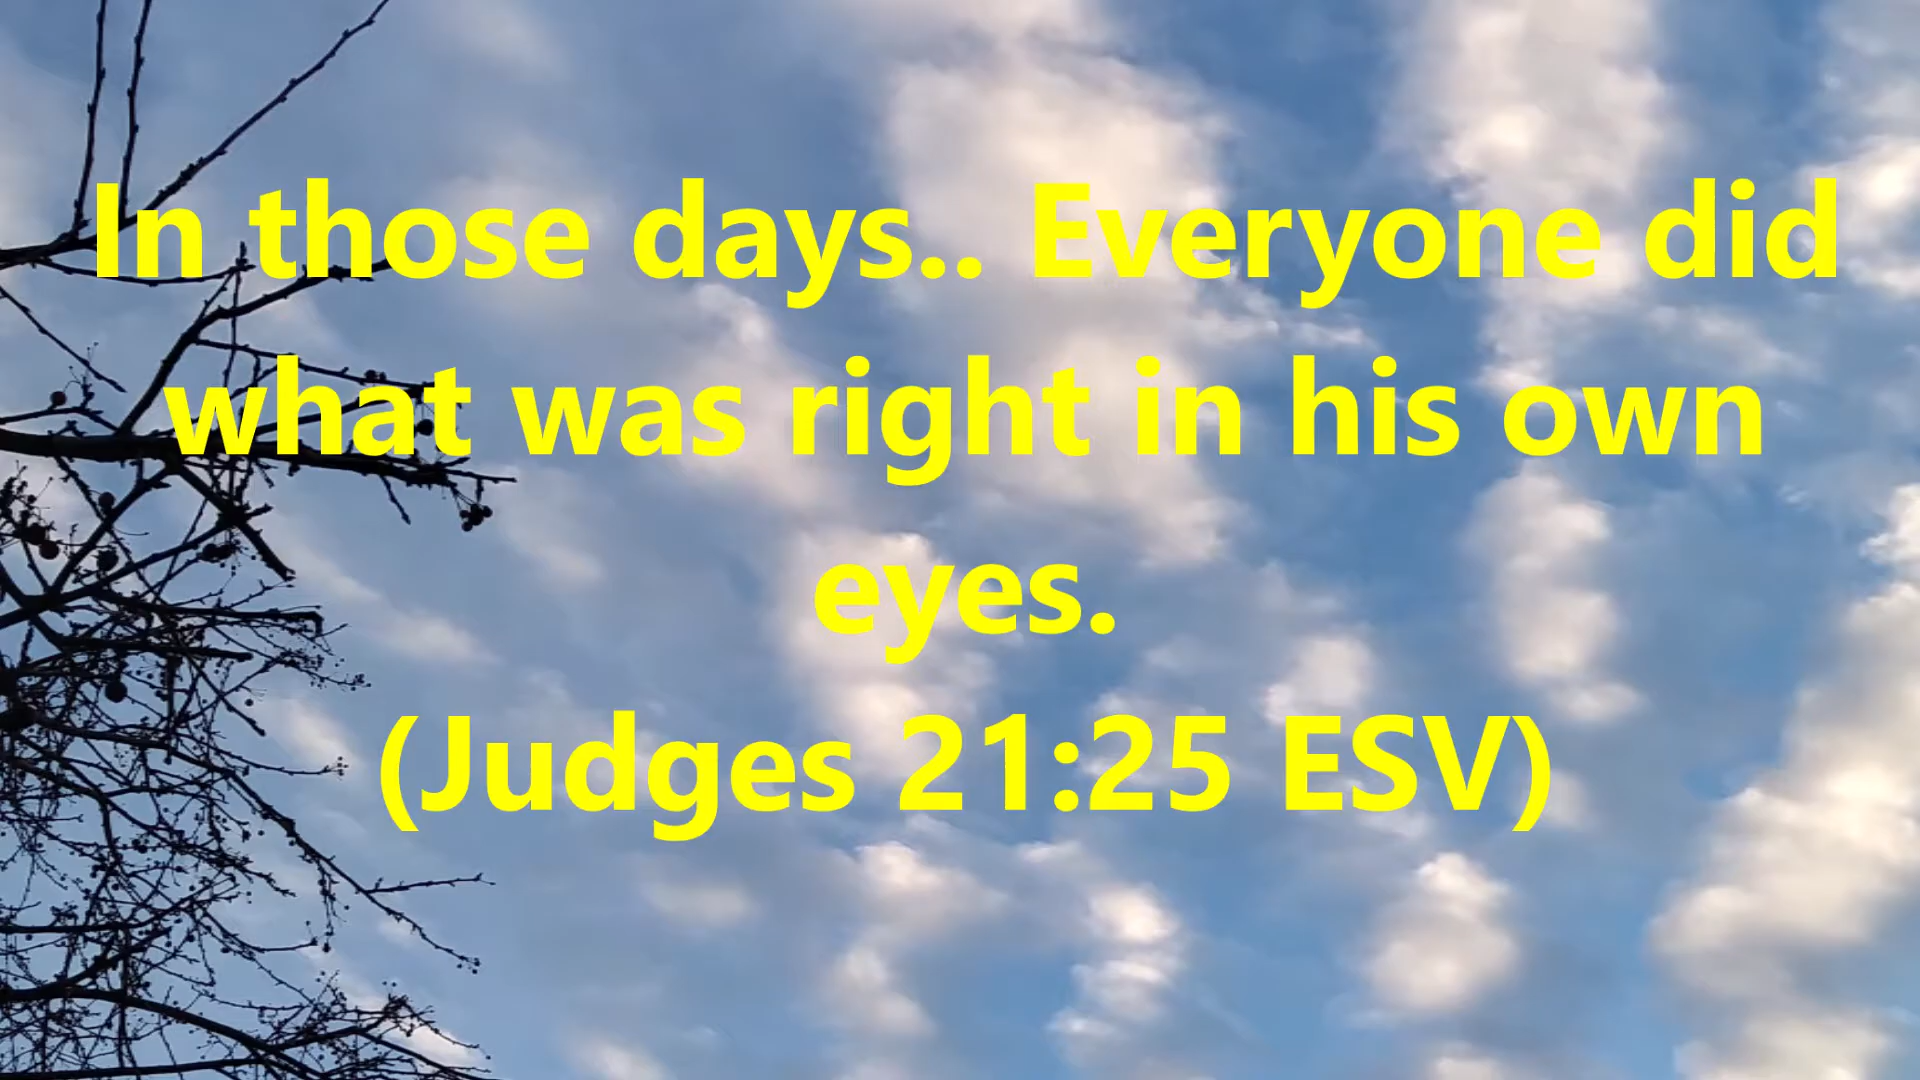 In those days.. Everyone did
what was right in his own
eyes.
(Judges 21:25 ESV)